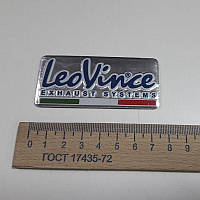 LeoVince®
EXHAUST SYSTEMS
0 1 2 3 4 5 6 7 8 9
ГОСТ 17435-72